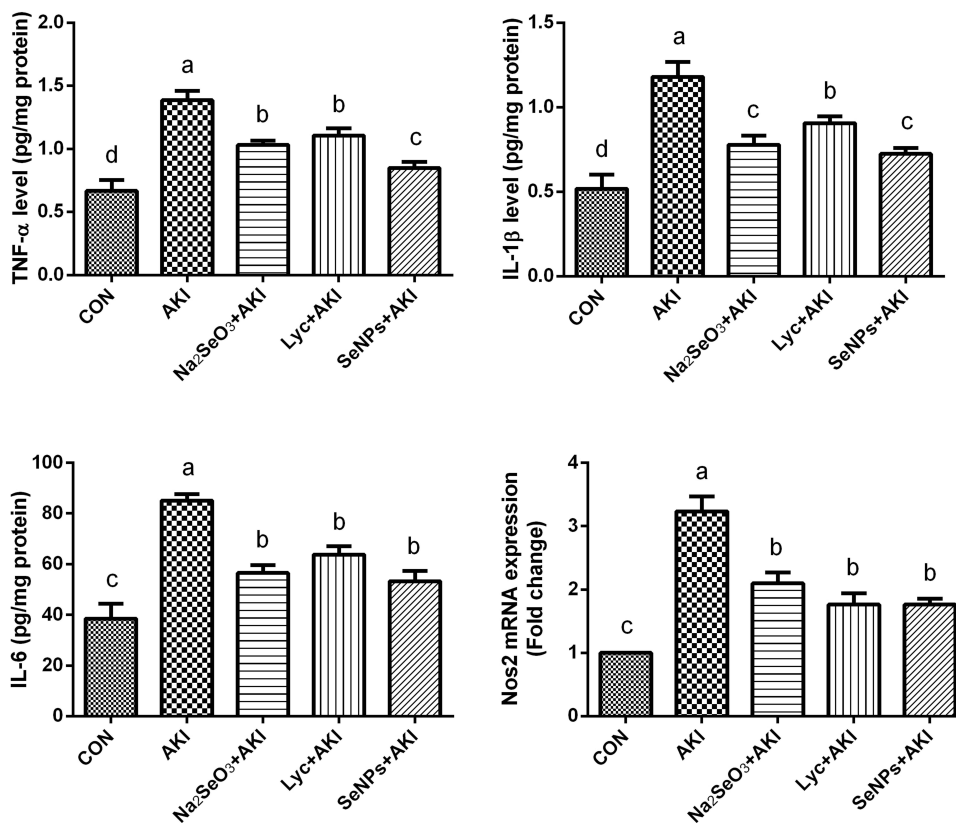 TNF-α level (pg/mg protein)
2.0
1.5
1.0
0.5
0.0
d
a
b
b
c
CON
AKI
Na₂SeO₃+AKI
Lyc+AKI
SeNPs+AKI
IL-1β level (pg/mg protein)
1.5
1.0
0.5
0.0
d
a
c
b
c
CON
AKI
Na₂SeO₃+AKI
Lyc+AKI
SeNPs+AKI
IL-6 (pg/mg protein)
100
80
60
40
20
0
c
a
b
b
b
CON
AKI
Na₂SeO₃+AKI
Lyc+AKI
SeNPs+AKI
Nos2 mRNA expression
(Fold change)
4
3
2
1
0
c
a
b
b
b
CON
AKI
Na₂SeO₃+AKI
Lyc+AKI
SeNPs+AKI